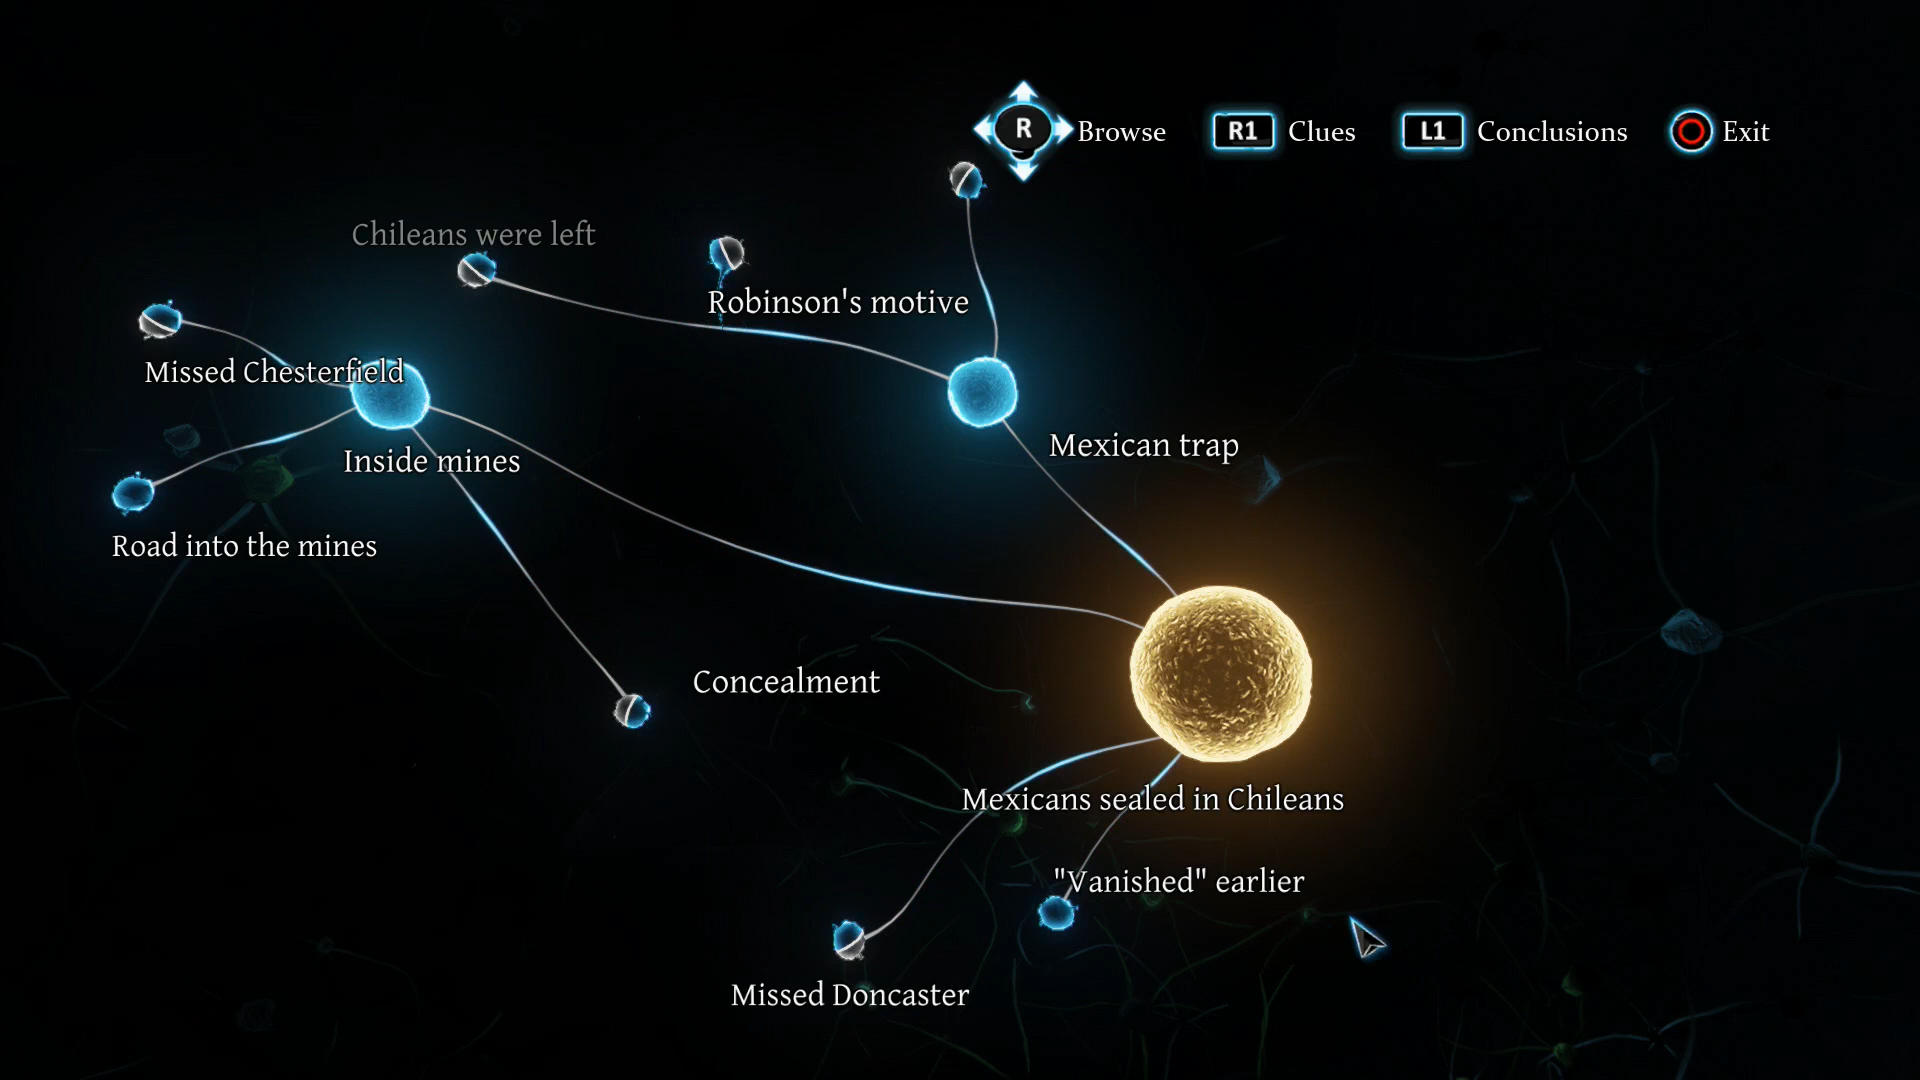 R Browse R1 Clues L1 Conclusions Exit
Chileans were left
Robinson's motive
Missed Chesterfield
Mexican trap
Inside mines
Road into the mines
Concealment
Mexicans sealed in Chileans
"Vanished" earlier
Missed Doncaster